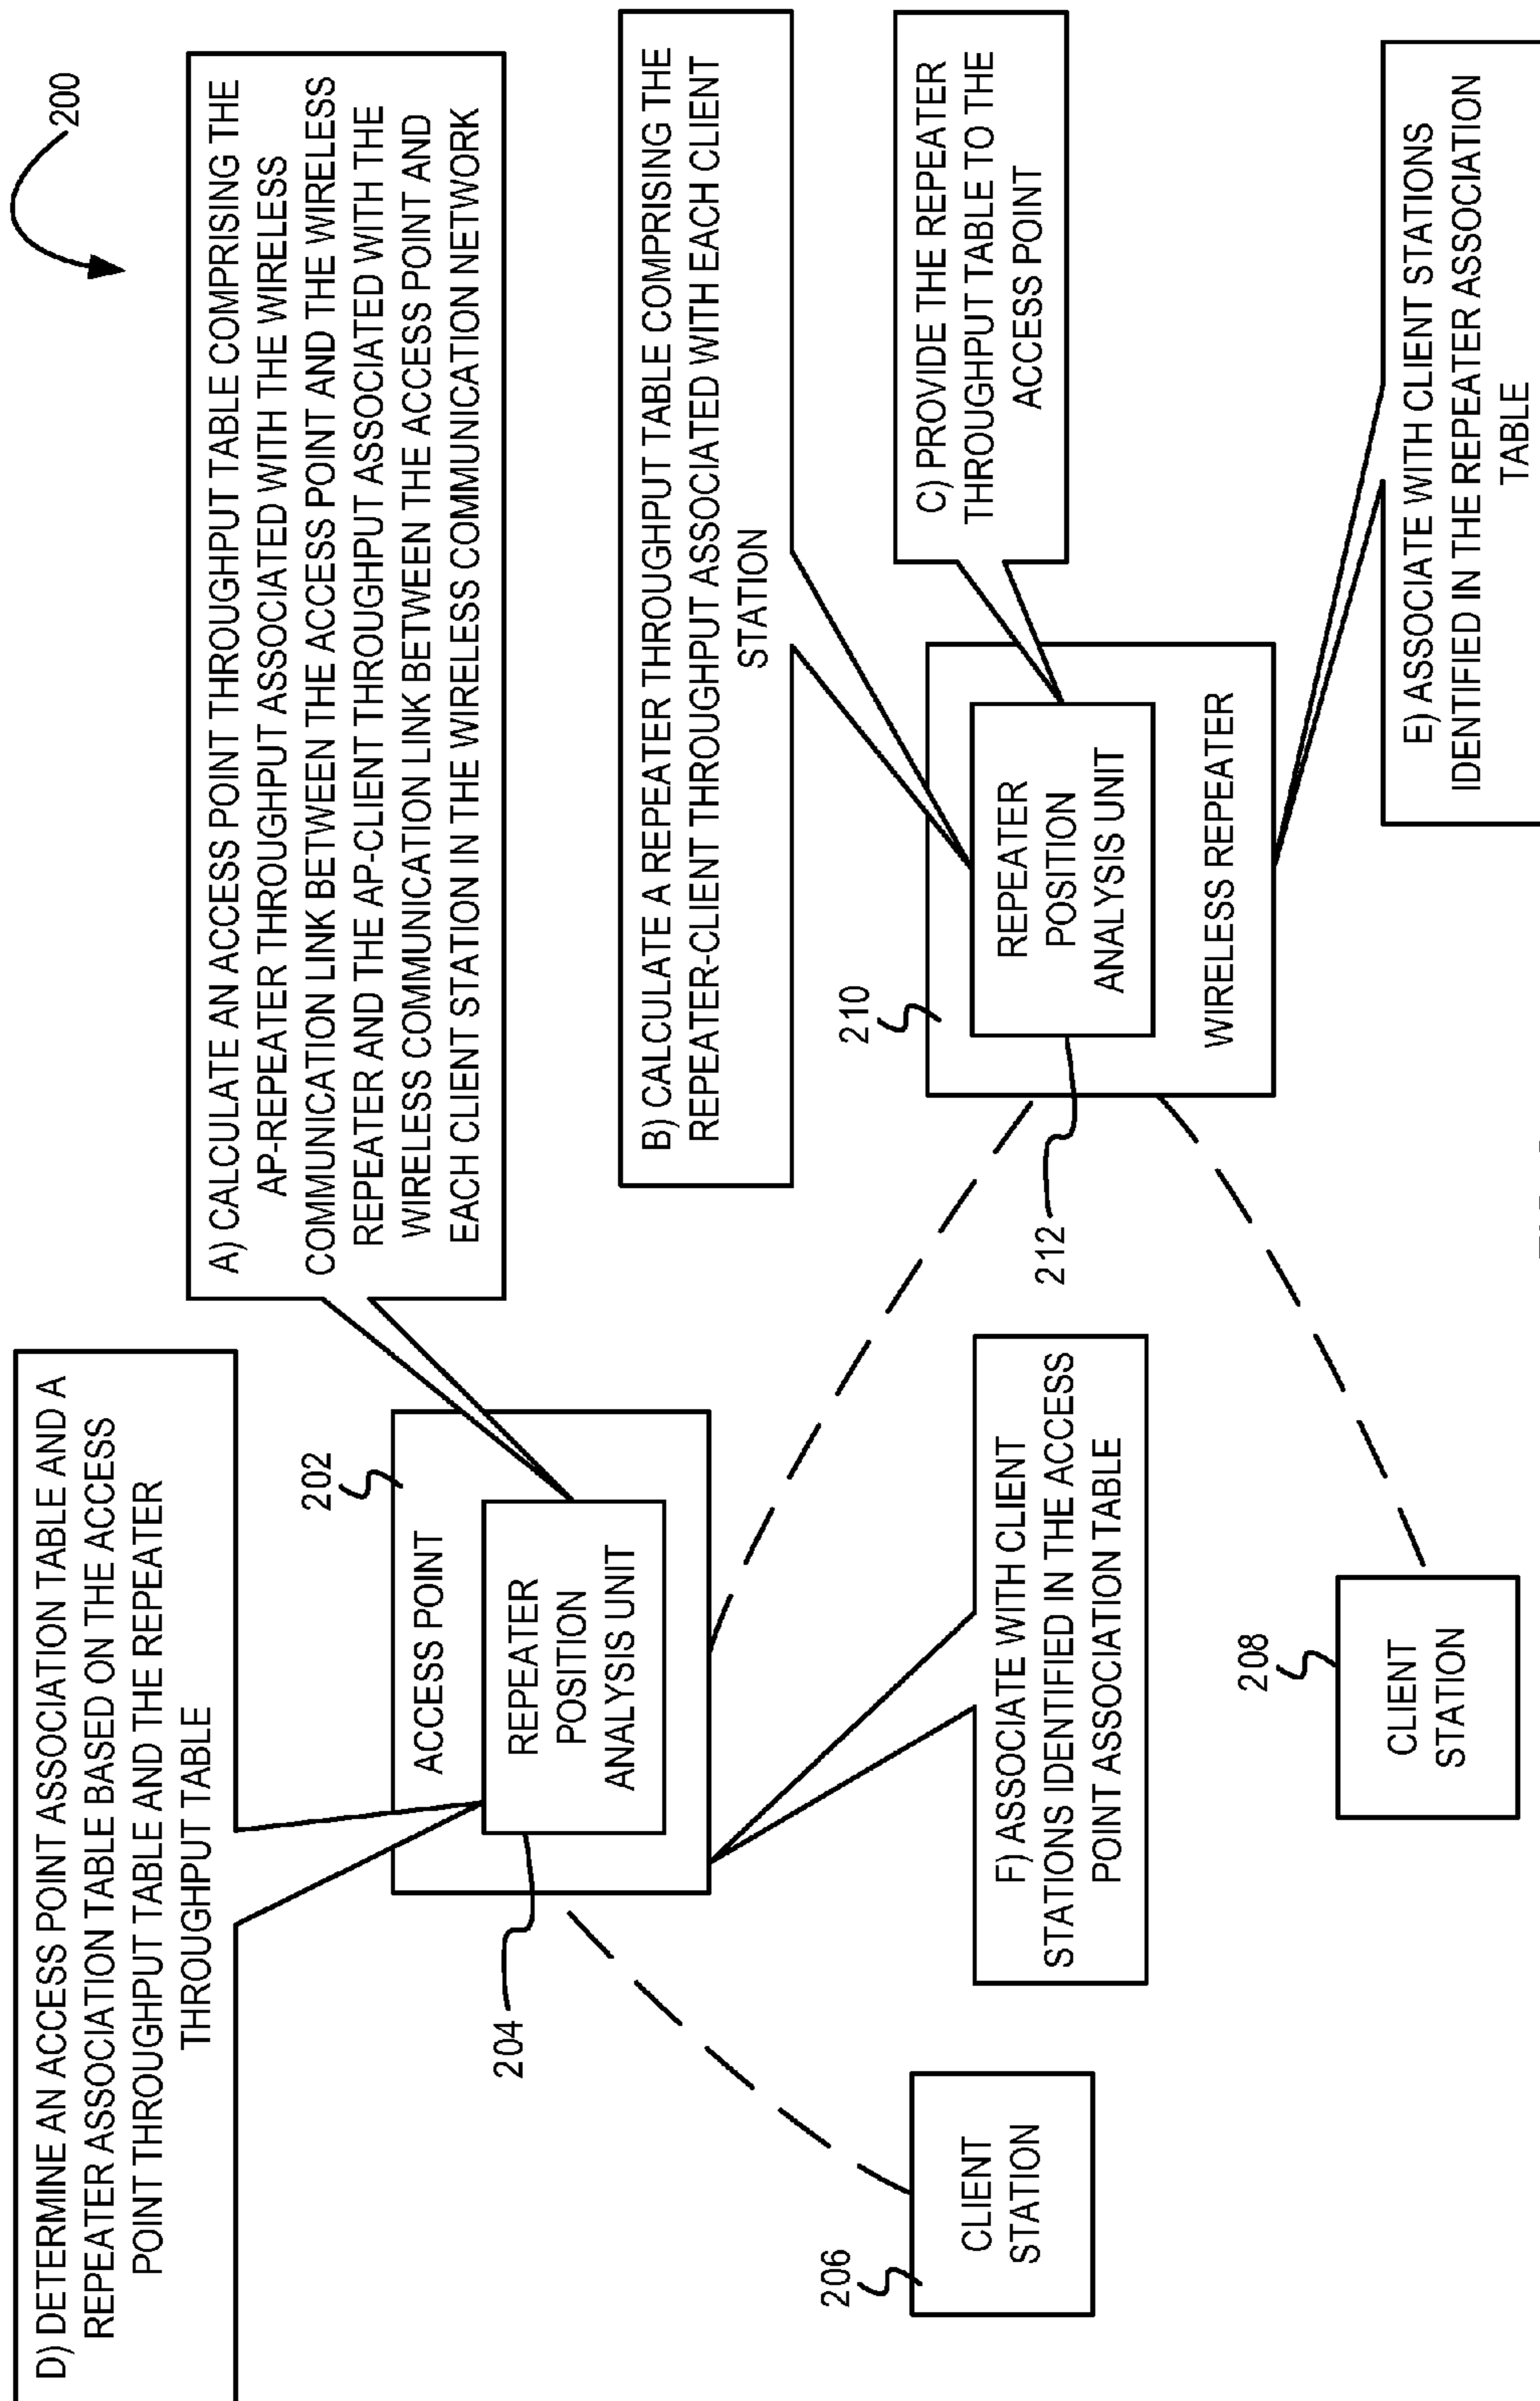 200
D) DETERMINE AN ACCESS POINT ASSOCIATION TABLE AND A
REPEATER ASSOCIATION TABLE BASED ON THE ACCESS
POINT THROUGHPUT TABLE AND THE REPEATER
THROUGHPUT TABLE
A) CALCULATE AN ACCESS POINT THROUGHPUT TABLE COMPRISING THE
AP-REPEATER THROUGHPUT ASSOCIATED WITH THE WIRELESS
COMMUNICATION LINK BETWEEN THE ACCESS POINT AND THE WIRELESS
REPEATER AND THE AP-CLIENT THROUGHPUT ASSOCIATED WITH THE
WIRELESS COMMUNICATION LINK BETWEEN THE ACCESS POINT AND
EACH CLIENT STATION IN THE WIRELESS COMMUNICATION NETWORK
202
ACCESS POINT
REPEATER
POSITION
ANALYSIS UNIT
204
B) CALCULATE A REPEATER THROUGHPUT TABLE COMPRISING THE
REPEATER-CLIENT THROUGHPUT ASSOCIATED WITH EACH CLIENT
STATION
210
REPEATER
POSITION
ANALYSIS UNIT
WIRELESS REPEATER
212
C) PROVIDE THE REPEATER
THROUGHPUT TABLE TO THE
ACCESS POINT
206
CLIENT
STATION
F) ASSOCIATE WITH CLIENT
STATIONS IDENTIFIED IN THE ACCESS
POINT ASSOCIATION TABLE
208
CLIENT
STATION
E) ASSOCIATE WITH CLIENT STATIONS
IDENTIFIED IN THE REPEATER ASSOCIATION
TABLE